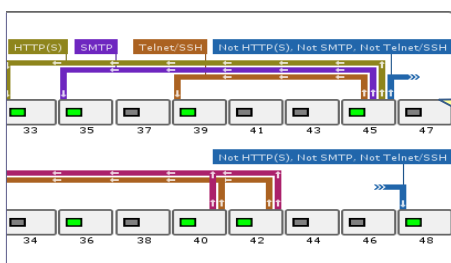 HTTP(S) SMTP Telnet/SSH Not HTTP(S), Not SMTP, Not Telnet/SSH
33 35 37 39 41 43 45 47
Not HTTP(S), Not SMTP, Not Telnet/SSH
34 36 38 40 42 44 46 48